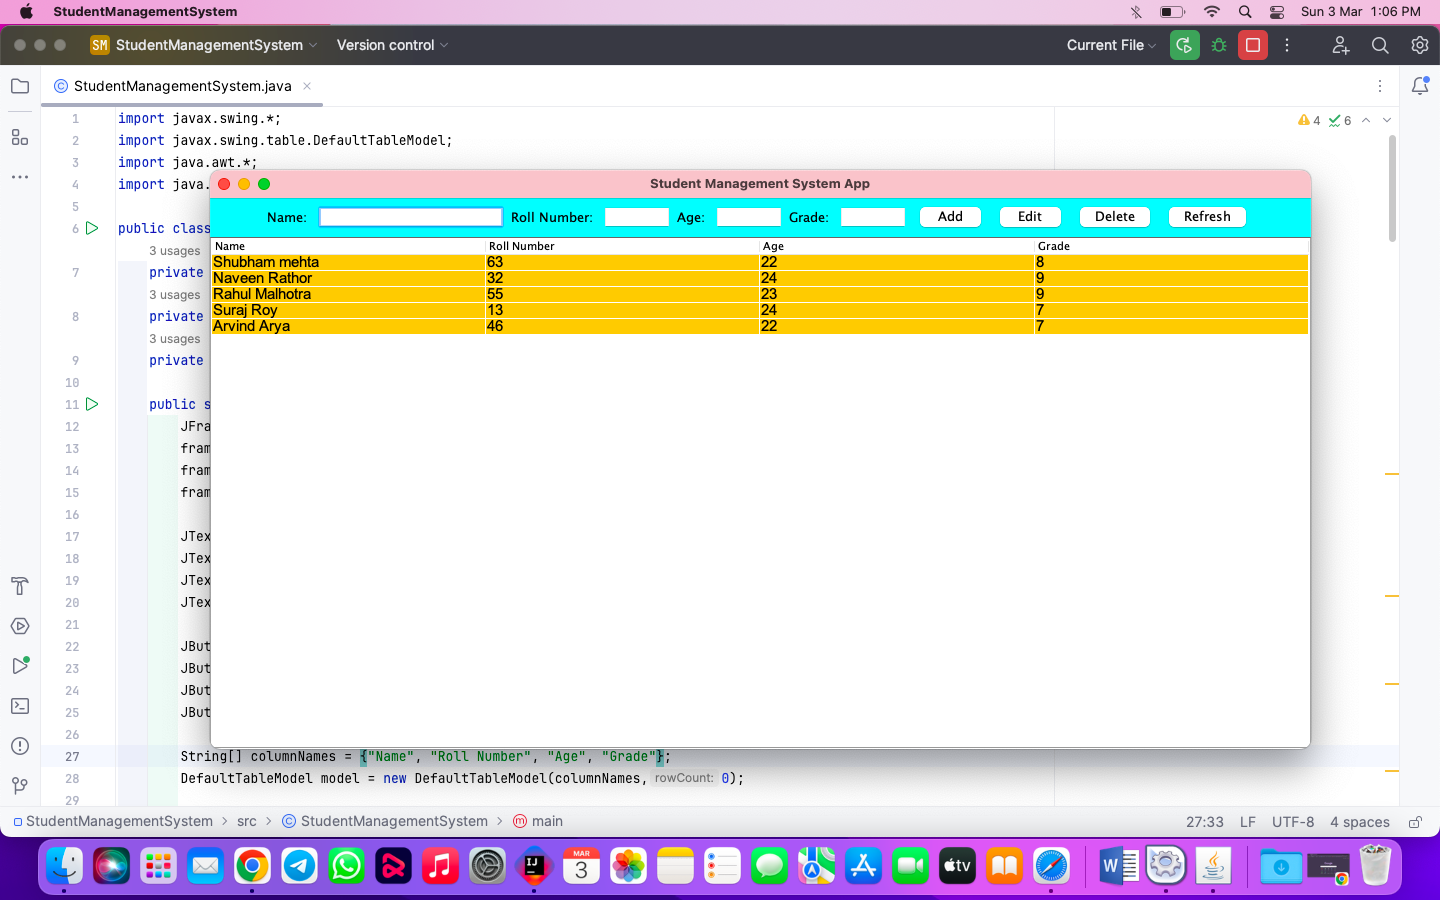 StudentManagementSystem Sun 3 Mar 1:06 PM
SM StudentManagementSystem Version control Current File
StudentManagementSystem.java
1 import javax.swing.*; 4 6
2 import javax.swing.table.DefaultTableModel;
3 import java.awt.*;
4 import java.
5
6 public class
3 usages
7 private
3 usages
8 private
3 usages
9 private
10
11 public s
12 JFra
13 fram
14 fram
15 fram
16
17 JTex
18 JTex
19 JTex
20 JTex
21
22 JBut
23 JBut
24 JBut
25 JBut
26
27 String[] columnNames = {"Name", "Roll Number", "Age", "Grade"};
28 DefaultTableModel model = new DefaultTableModel(columnNames, rowCount: 0);
29
Student Management System App
Name: Roll Number: Age: Grade: Add Edit Delete Refresh
Name Roll Number Age Grade
Shubham mehta 63 22 8
Naveen Rathor 32 24 9
Rahul Malhotra 55 23 9
Suraj Roy 13 24 7
Arvind Arya 46 22 7
StudentManagementSystem > src > StudentManagementSystem > main 27:33 LF UTF-8 4 spaces
IJ MAR 3 tv W